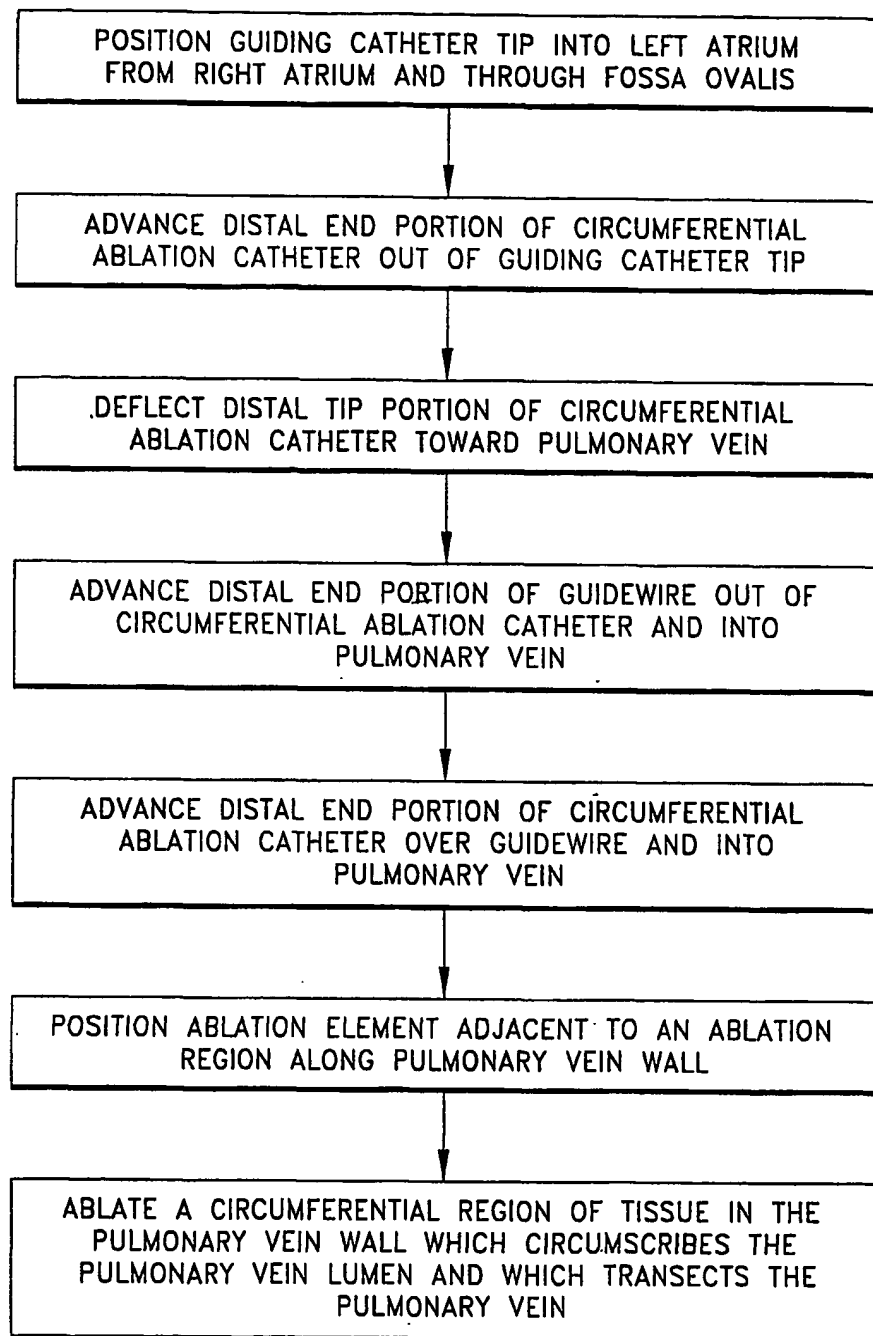 POSITION GUIDING CATHETER TIP INTO LEFT ATRIUM
FROM RIGHT ATRIUM AND THROUGH FOSSA OVALIS
ADVANCE DISTAL END PORTION OF CIRCUMFERENTIAL
ABLATION CATHETER OUT OF GUIDING CATHETER TIP
DEFLECT DISTAL TIP PORTION OF CIRCUMFERENTIAL
ABLATION CATHETER TOWARD PULMONARY VEIN
ADVANCE DISTAL END PORTION OF GUIDEWIRE OUT OF
CIRCUMFERENTIAL ABLATION CATHETER AND INTO
PULMONARY VEIN
ADVANCE DISTAL END PORTION OF CIRCUMFERENTIAL
ABLATION CATHETER OVER GUIDEWIRE AND INTO
PULMONARY VEIN
POSITION ABLATION ELEMENT ADJACENT TO AN ABLATION
REGION ALONG PULMONARY VEIN WALL
ABLATE A CIRCUMFERENTIAL REGION OF TISSUE IN THE
PULMONARY VEIN WALL WHICH CIRCUMSCRIBES THE
PULMONARY VEIN LUMEN AND WHICH TRANSECTS THE
PULMONARY VEIN